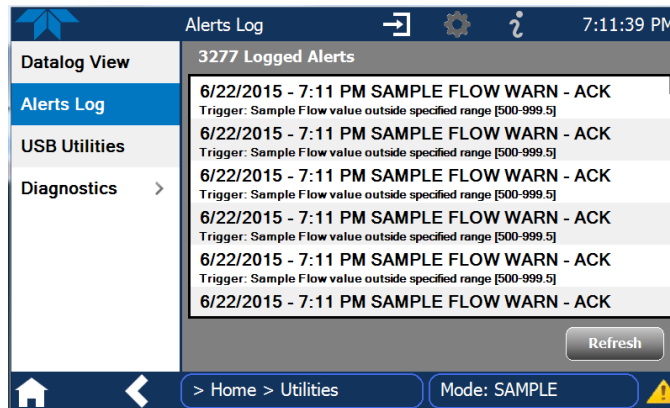 Alerts Log
7:11:39 PM
Datalog View
Alerts Log
USB Utilities
Diagnostics >
3277 Logged Alerts
6/22/2015 - 7:11 PM SAMPLE FLOW WARN - ACK
Trigger: Sample Flow value outside specified range [500-999.5]
6/22/2015 - 7:11 PM SAMPLE FLOW WARN - ACK
Trigger: Sample Flow value outside specified range [500-999.5]
6/22/2015 - 7:11 PM SAMPLE FLOW WARN - ACK
Trigger: Sample Flow value outside specified range [500-999.5]
6/22/2015 - 7:11 PM SAMPLE FLOW WARN - ACK
Trigger: Sample Flow value outside specified range [500-999.5]
6/22/2015 - 7:11 PM SAMPLE FLOW WARN - ACK
Trigger: Sample Flow value outside specified range [500-999.5]
6/22/2015 - 7:11 PM SAMPLE FLOW WARN - ACK
Refresh
> Home > Utilities
Mode: SAMPLE